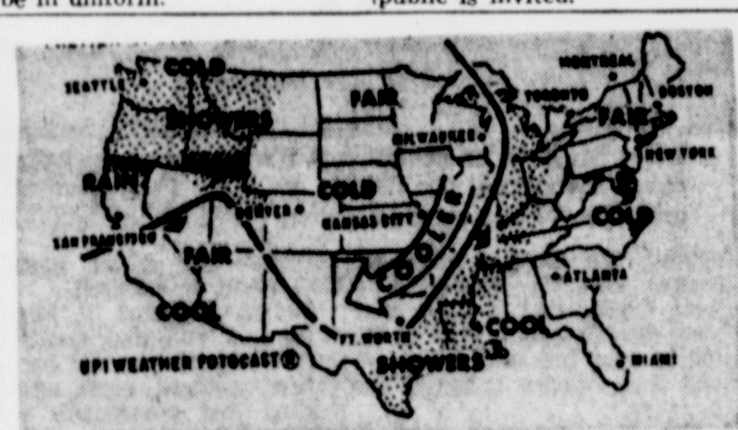 be in uniform.
public is invited.
MONTREAL
SEATTLE
COLD
TORONTO
BOSTON
FAIR
SHOWERS
FAIR
MILWAUKEE
NEW YORK
RAIN
COLD
DENVER
KANSAS CITY
COOLER
COLD
SAN FRANCISCO
FAIR
ATLANTA
COOL
FT. WORTH
COOL
UPI WEATHER FOTOCAST ®
SHOWERS
MIAMI